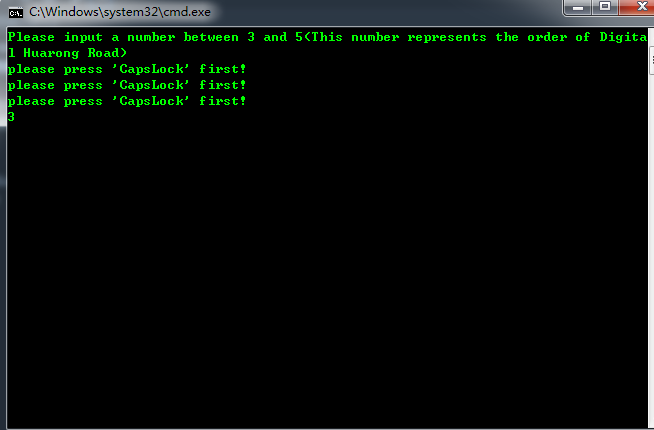 C:\Windows\system32\cmd.exe
Please input a number between 3 and 5(This number represents the order of Digita
l Huarong Road)
please press 'CapsLock' first!
please press 'CapsLock' first!
please press 'CapsLock' first!
3